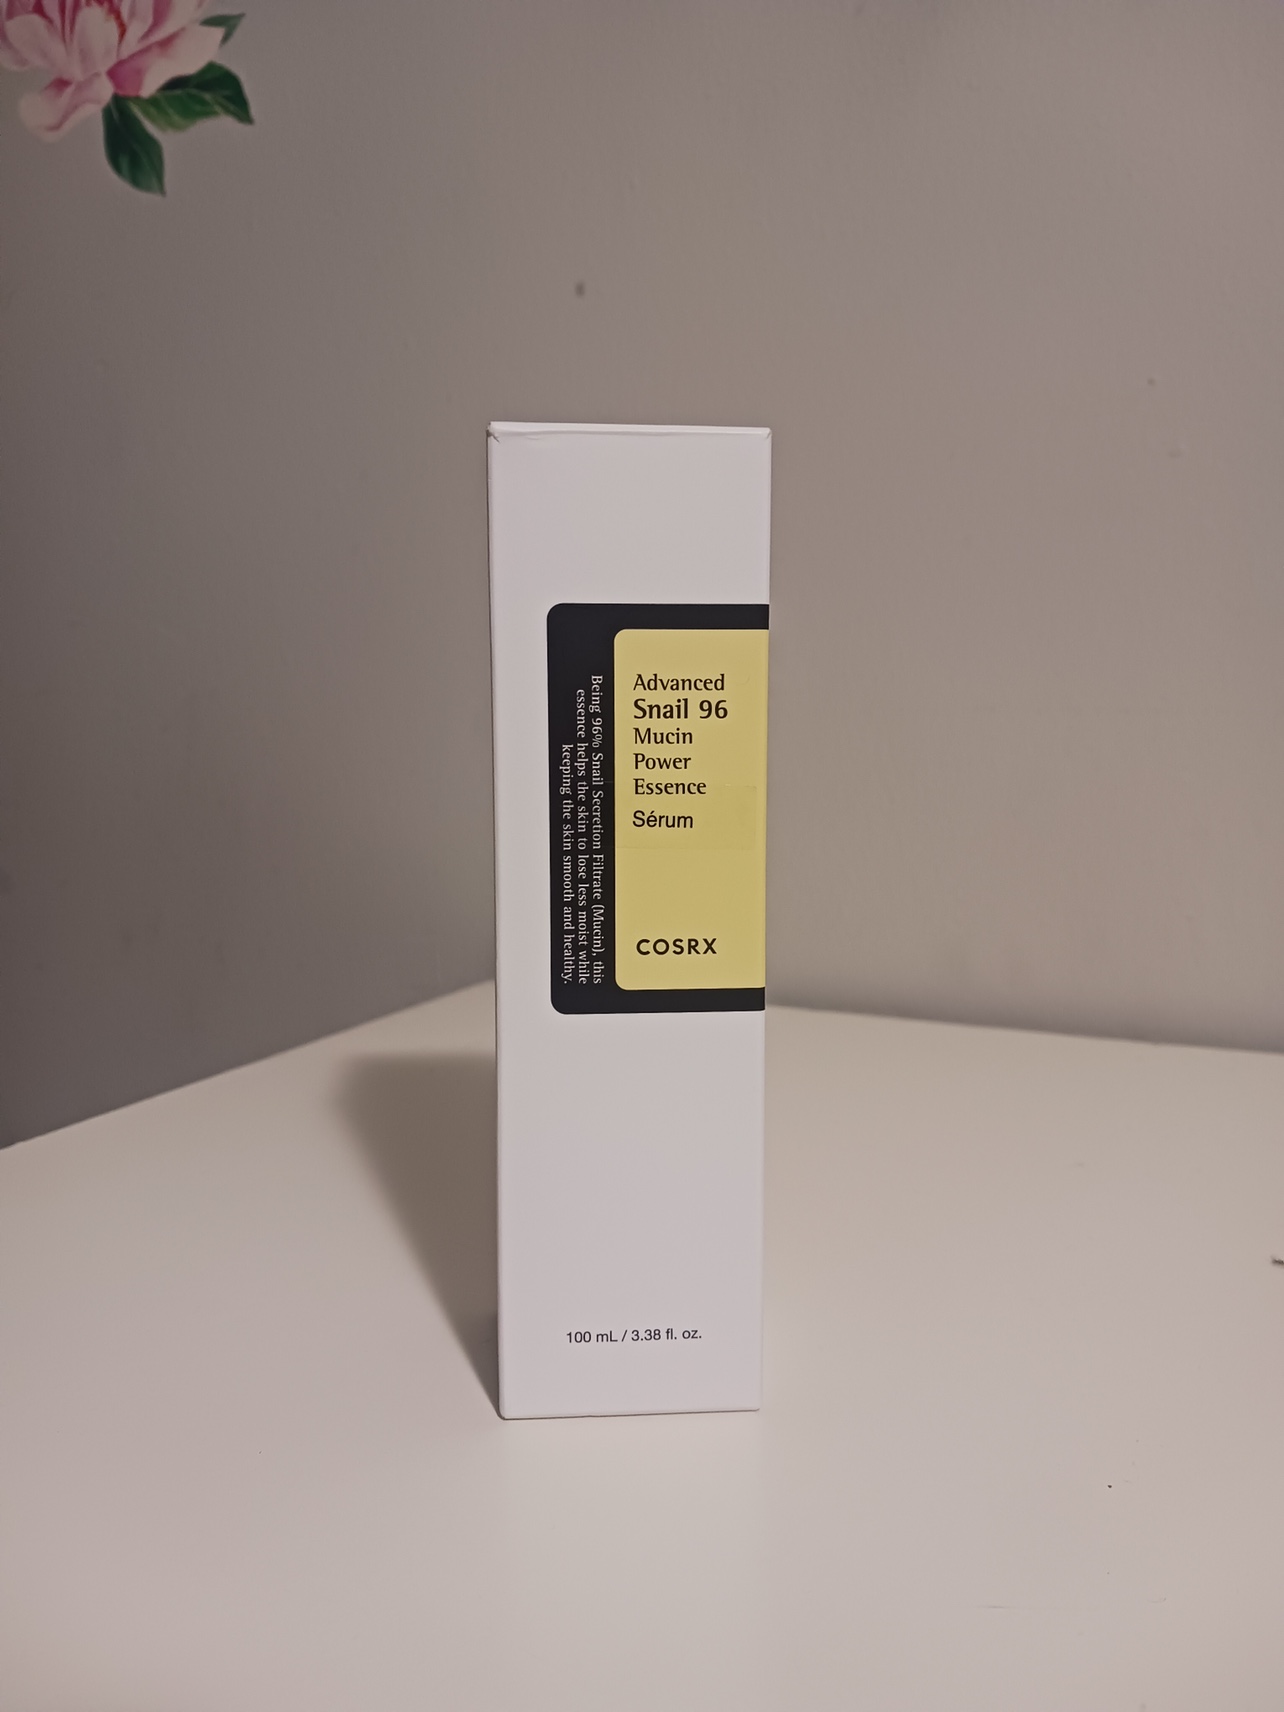 Advanced
Snail 96
Mucin
Power
Essence
Sérum
COSRX
Being 96% Snail Secretion Filtrate (Mucin), this
essence helps the skin to lose less moist while
keeping the skin smooth and healthy.
100 mL / 3.38 fl. oz.